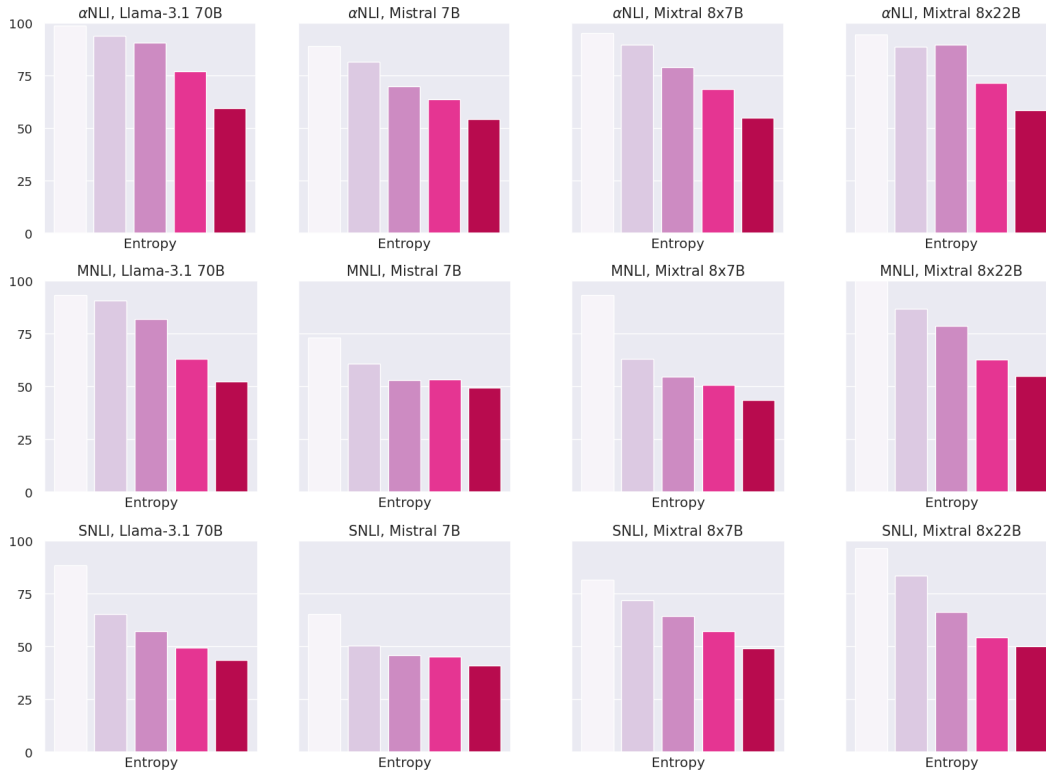 αNLI, Llama-3.1 70B
αNLI, Mistral 7B
αNLI, Mixtral 8x7B
αNLI, Mixtral 8x22B
100
75
50
25
0
Entropy
Entropy
Entropy
Entropy
MNLI, Llama-3.1 70B
MNLI, Mistral 7B
MNLI, Mixtral 8x7B
MNLI, Mixtral 8x22B
100
75
50
25
0
Entropy
Entropy
Entropy
Entropy
SNLI, Llama-3.1 70B
SNLI, Mistral 7B
SNLI, Mixtral 8x7B
SNLI, Mixtral 8x22B
100
75
50
25
0
Entropy
Entropy
Entropy
Entropy